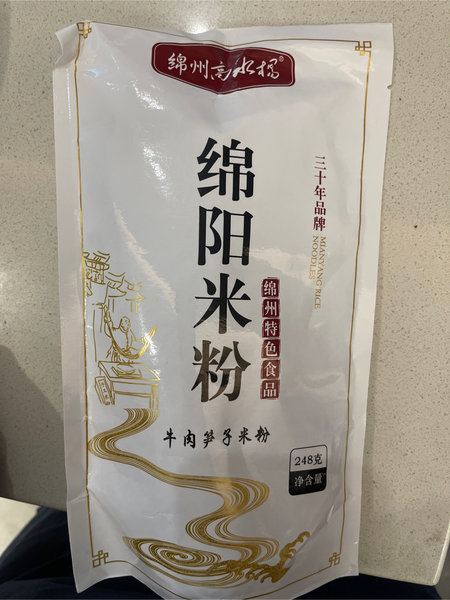 绵州高水桥®
绵阳米粉
三十年品牌
MIANYANG RICE
NOODLES
绵州特色食品
牛肉笋子米粉
248克
净含量